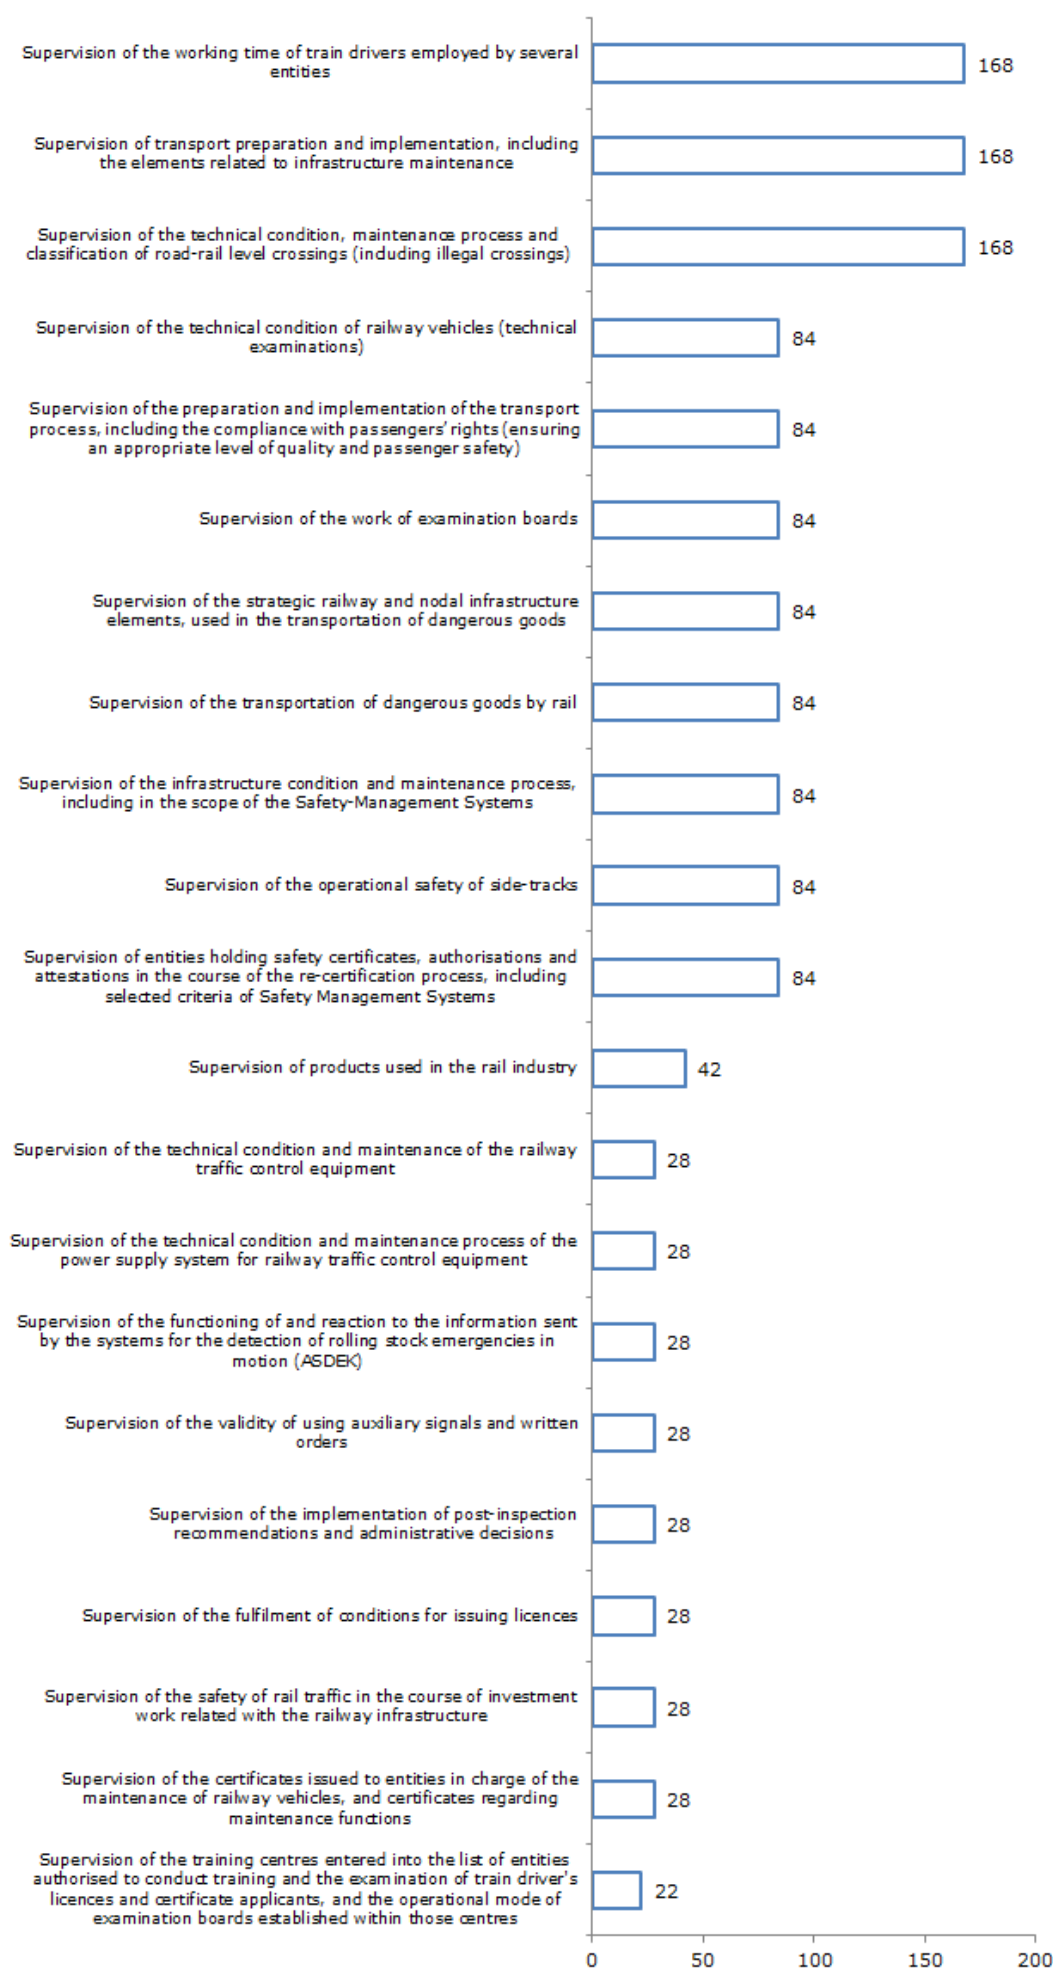 Supervision of the working time of train drivers employed by several
entities
168
Supervision of transport preparation and implementation, including
the elements related to infrastructure maintenance
168
Supervision of the technical condition, maintenance process and
classification of road-rail level crossings (including illegal crossings)
168
Supervision of the technical condition of railway vehicles (technical
examinations)
84
Supervision of the preparation and implementation of the transport
process, including the compliance with passengers' rights (ensuring
an appropriate level of quality and passenger safety)
84
Supervision of the work of examination boards
84
Supervision of the strategic railway and nodal infrastructure
elements, used in the transportation of dangerous goods
84
Supervision of the transportation of dangerous goods by rail
84
Supervision of the infrastructure condition and maintenance process,
including in the scope of the Safety-Management Systems
84
Supervision of the operational safety of side-tracks
84
Supervision of entities holding safety certificates, authorisations and
attestations in the course of the re-certification process, including
selected criteria of Safety Management Systems
84
Supervision of products used in the rail industry
42
Supervision of the technical condition and maintenance of the railway
traffic control equipment
28
Supervision of the technical condition and maintenance process of the
power supply system for railway traffic control equipment
28
Supervision of the functioning of and reaction to the information sent
by the systems for the detection of rolling stock emergencies in
motion (ASDEK)
28
Supervision of the validity of using auxiliary signals and written
orders
28
Supervision of the implementation of post-inspection
recommendations and administrative decisions
28
Supervision of the fulfilment of conditions for issuing licences
28
Supervision of the safety of rail traffic in the course of investment
work related with the railway infrastructure
28
Supervision of the certificates issued to entities in charge of the
maintenance of railway vehicles, and certificates regarding
maintenance functions
28
Supervision of the training centres entered into the list of entities
authorised to conduct training and the examination of train driver's
licences and certificate applicants, and the operational mode of
examination boards established within those centres
22
0 50 100 150 200